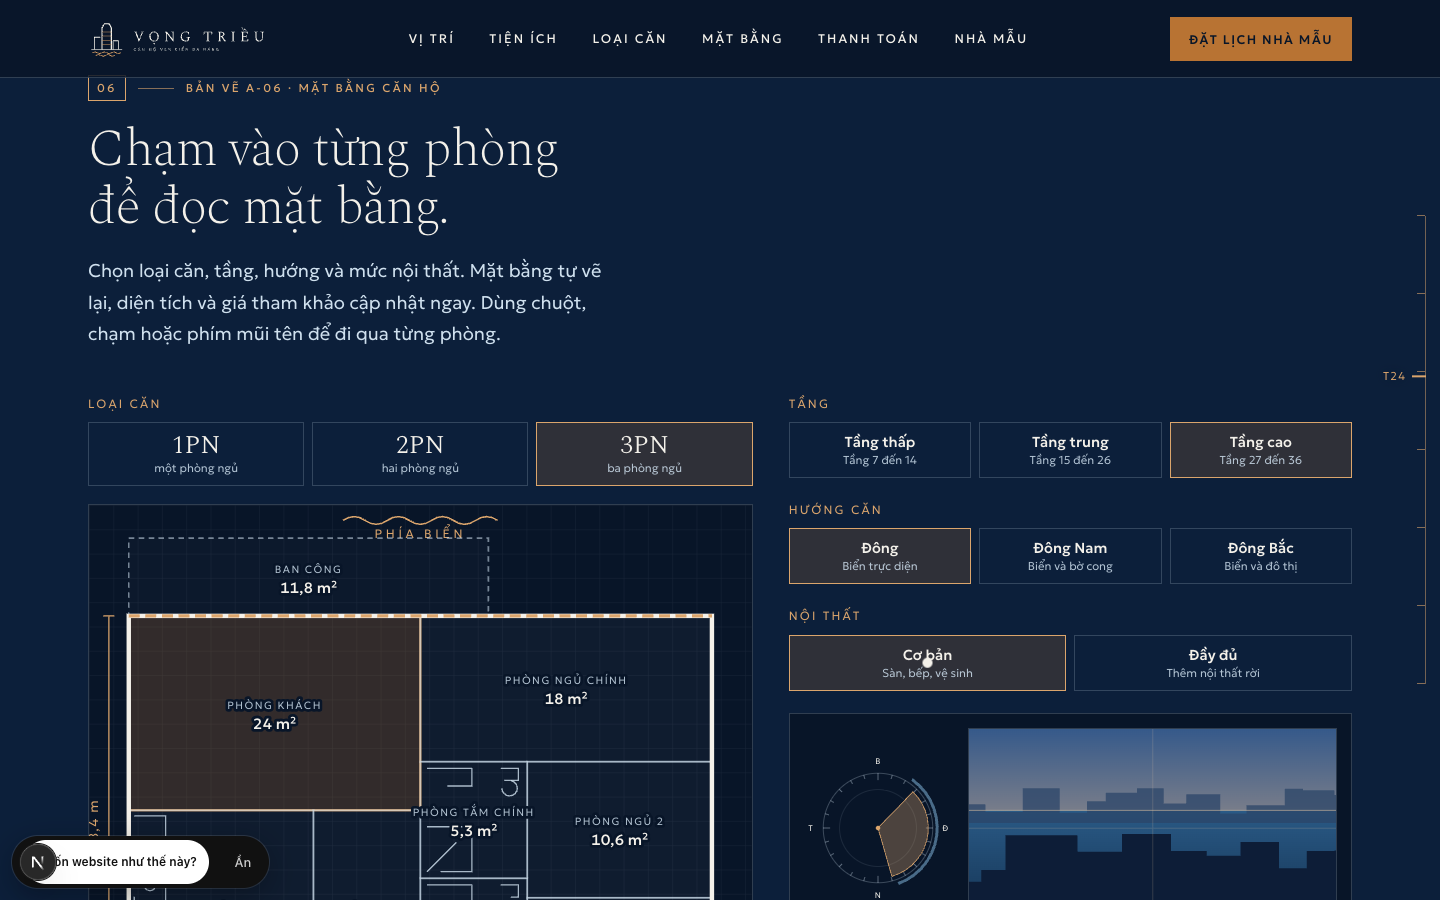 VỌNG TRIỀU
VỊ TRÍ
TIỆN ÍCH
LOẠI CĂN
MẶT BẰNG
THANH TOÁN
NHÀ MẪU
ĐẶT LỊCH NHÀ MẪU
06
BẢN VẼ A-06 · MẶT BẰNG CĂN HỘ
Chạm vào từng phòng
để đọc mặt bằng.
Chọn loại căn, tầng, hướng và mức nội thất. Mặt bằng tự vẽ
lại, diện tích và giá tham khảo cập nhật ngay. Dùng chuột,
chạm hoặc phím mũi tên để đi qua từng phòng.
T24
LOẠI CĂN
1PN
một phòng ngủ
2PN
hai phòng ngủ
3PN
ba phòng ngủ
PHÍA BIỂN
BAN CÔNG
11,8 m²
PHÒNG KHÁCH
24 m²
PHÒNG NGỦ CHÍNH
18 m²
PHÒNG TẮM CHÍNH
5,3 m²
PHÒNG NGỦ 2
10,6 m²
,4 m
website như thế này?
Ẩn
TẦNG
Tầng thấp
Tầng 7 đến 14
Tầng trung
Tầng 15 đến 26
Tầng cao
Tầng 27 đến 36
HƯỚNG CĂN
Đông
Biển trực diện
Đông Nam
Biển và bờ cong
Đông Bắc
Biển và đô thị
NỘI THẤT
Cơ bản
Sàn, bếp, vệ sinh
Đầy đủ
Thêm nội thất rời
B
T
Đ
N